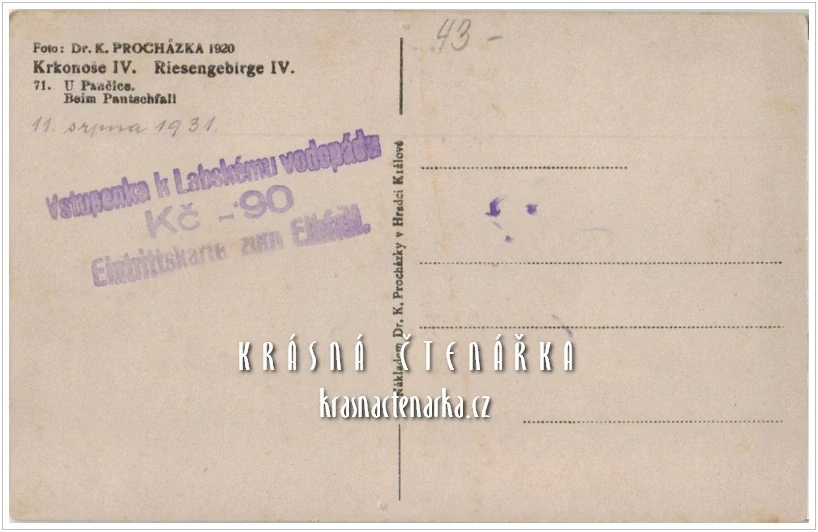 Foto: Dr. K. PROCHÁZKA 1920
Krkonoše IV. Riesengebirge IV.
71. U Pančice.
Beim Pantschfall
11. srpna 1931.
Vstupenka k Labskému vodopádu
Kč -·90
Eintrittskarte zum Elbfall.
43-
Nákladem Dr. K. Procházky v Hradci Králové
KRÁSNÁ ČTENÁŘKA
krasnactenarka.cz